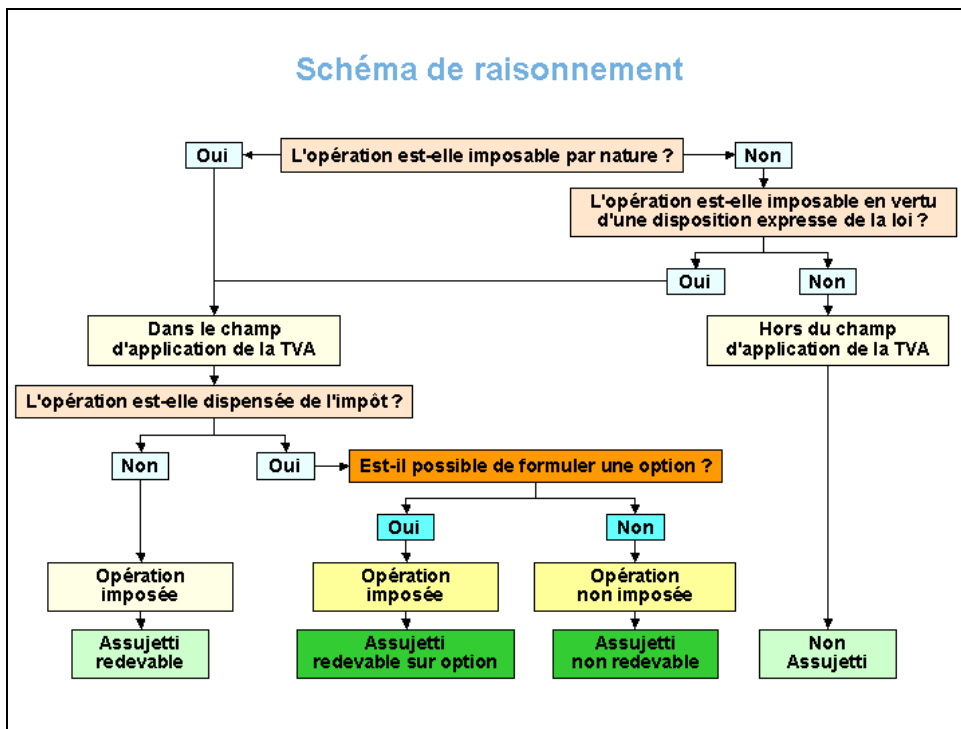 Schéma de raisonnement
Oui
L'opération est-elle imposable par nature ?
Non
L'opération est-elle imposable en vertu
d'une disposition expresse de la loi ?
Oui
Non
Dans le champ
d'application de la TVA
Hors du champ
d'application de la TVA
L'opération est-elle dispensée de l'impôt ?
Non
Oui
Est-il possible de formuler une option ?
Oui
Non
Opération
imposée
Opération
imposée
Opération
non imposée
Assujetti
redevable
Assujetti
redevable sur option
Assujetti
non redevable
Non
Assujetti